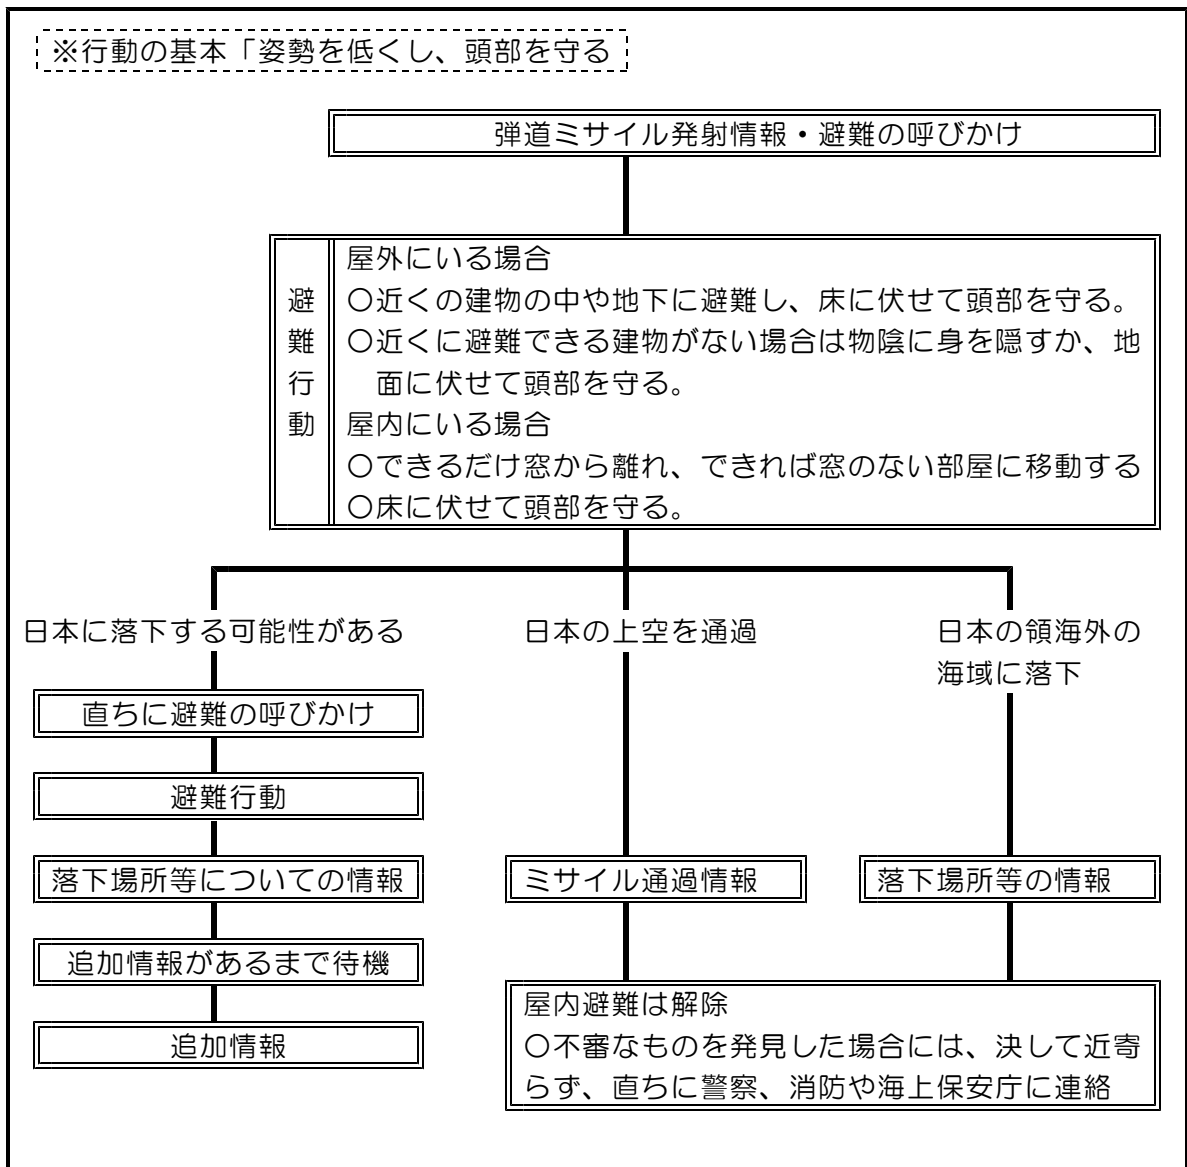 ※行動の基本「姿勢を低くし、頭部を守る
弾道ミサイル発射情報・避難の呼びかけ
避難行動
屋外にいる場合
〇近くの建物の中や地下に避難し、床に伏せて頭部を守る。
〇近くに避難できる建物がない場合は物陰に身を隠すか、地
面に伏せて頭部を守る。
屋内にいる場合
〇できるだけ窓から離れ、できれば窓のない部屋に移動する
〇床に伏せて頭部を守る。
日本に落下する可能性がある
直ちに避難の呼びかけ
避難行動
落下場所等についての情報
追加情報があるまで待機
追加情報
日本の上空を通過
ミサイル通過情報
日本の領海外の
海域に落下
落下場所等の情報
屋内避難は解除
〇不審なものを発見した場合には、決して近寄
らず、直ちに警察、消防や海上保安庁に連絡